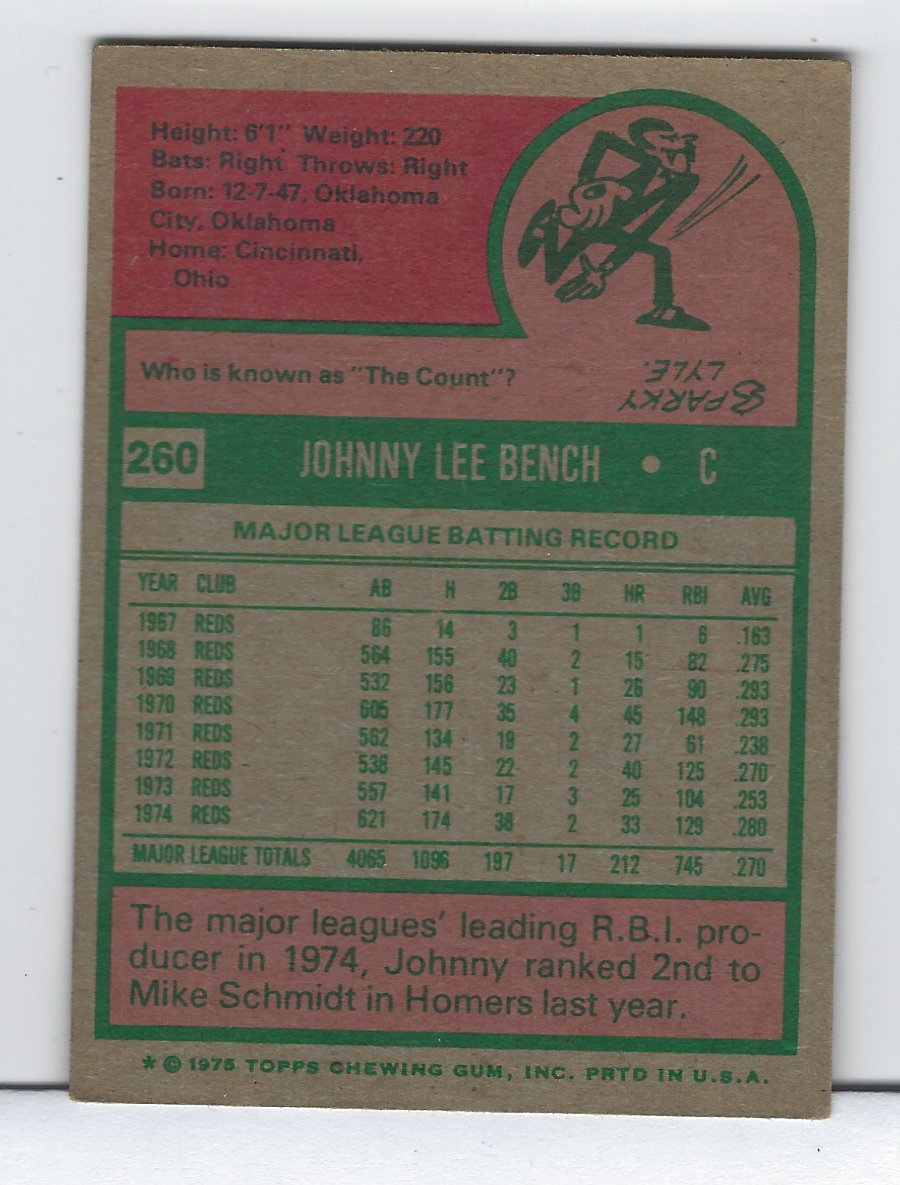 Height: 6'1" Weight: 220
Bats: Right Throws: Right
Born: 12-7-47, Oklahoma
City, Oklahoma
Home: Cincinnati,
Ohio
Who is known as "The Count"?
SPARKY
LYLE.
260 JOHNNY LEE BENCH • C
MAJOR LEAGUE BATTING RECORD
YEAR CLUB AB H 2B 3B HR RBI AVG
1967 REDS 86 14 3 1 1 6 .163
1968 REDS 564 155 40 2 15 82 .275
1969 REDS 532 156 23 1 26 90 .293
1970 REDS 605 177 35 4 45 148 .293
1971 REDS 562 134 19 2 27 61 .238
1972 REDS 538 145 22 2 40 125 .270
1973 REDS 557 141 17 3 25 104 .253
1974 REDS 621 174 38 2 33 129 .280
MAJOR LEAGUE TOTALS 4065 1096 197 17 212 745 .270
The major leagues' leading R.B.I. pro-
ducer in 1974, Johnny ranked 2nd to
Mike Schmidt in Homers last year.
* © 1975 TOPPS CHEWING GUM, INC. PRTD IN U.S.A.